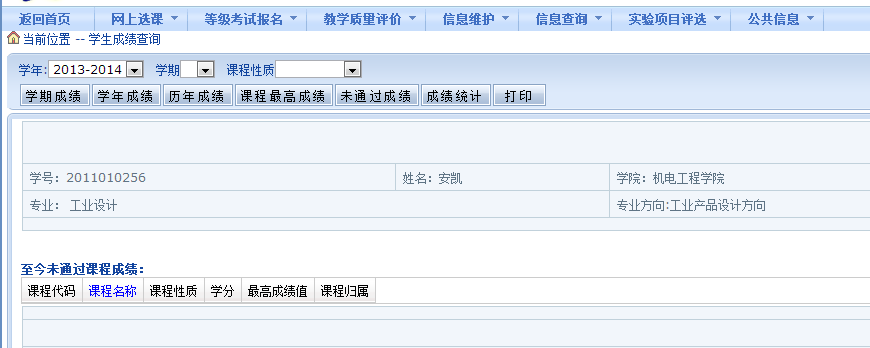 返回首页 网上选课 等级考试报名 教学质量评价 信息维护 信息查询 实验项目评选 公共信息
当前位置 -- 学生成绩查询
学年: 2013-2014 学期 课程性质
学期成绩 学年成绩 历年成绩 课程最高成绩 未通过成绩 成绩统计 打印
学号：2011010256 姓名：安凯 学院：机电工程学院
专业： 工业设计 专业方向:工业产品设计方向
至今未通过课程成绩：
课程代码 课程名称 课程性质 学分 最高成绩值 课程归属